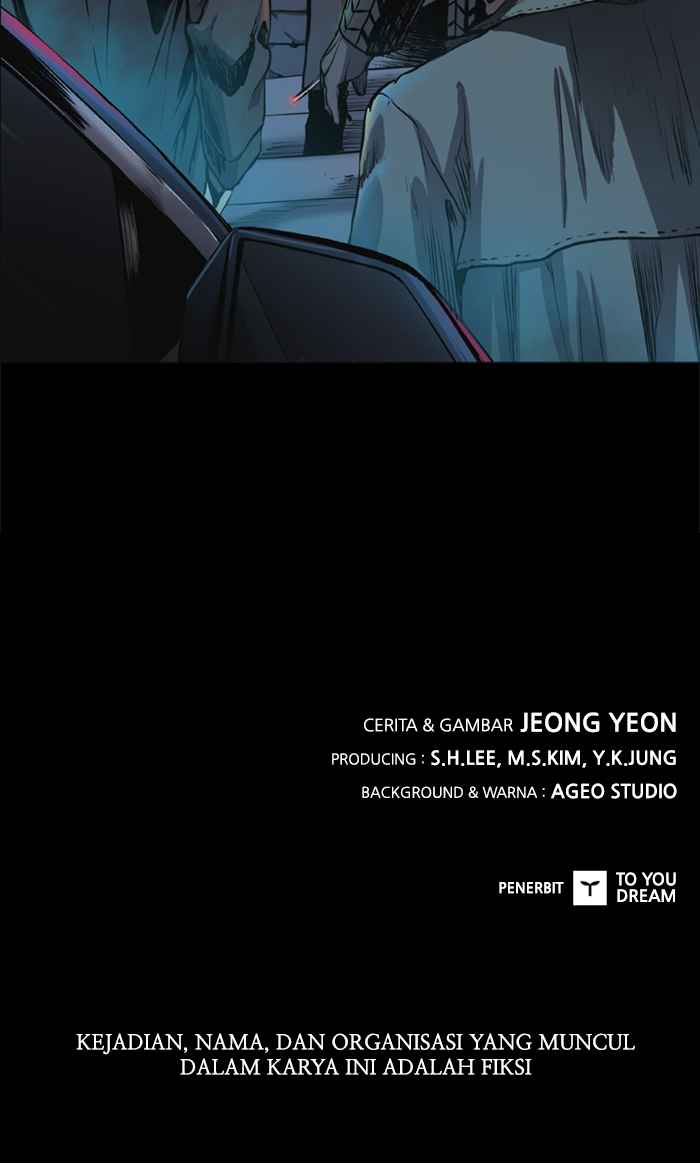 CERITA & GAMBAR JEONG YEON
PRODUCING : S.H.LEE, M.S.KIM, Y.K.JUNG
BACKGROUND & WARNA : AGEO STUDIO
PENERBIT TO YOU
DREAM
KEJADIAN, NAMA, DAN ORGANISASI YANG MUNCUL
DALAM KARYA INI ADALAH FIKSI